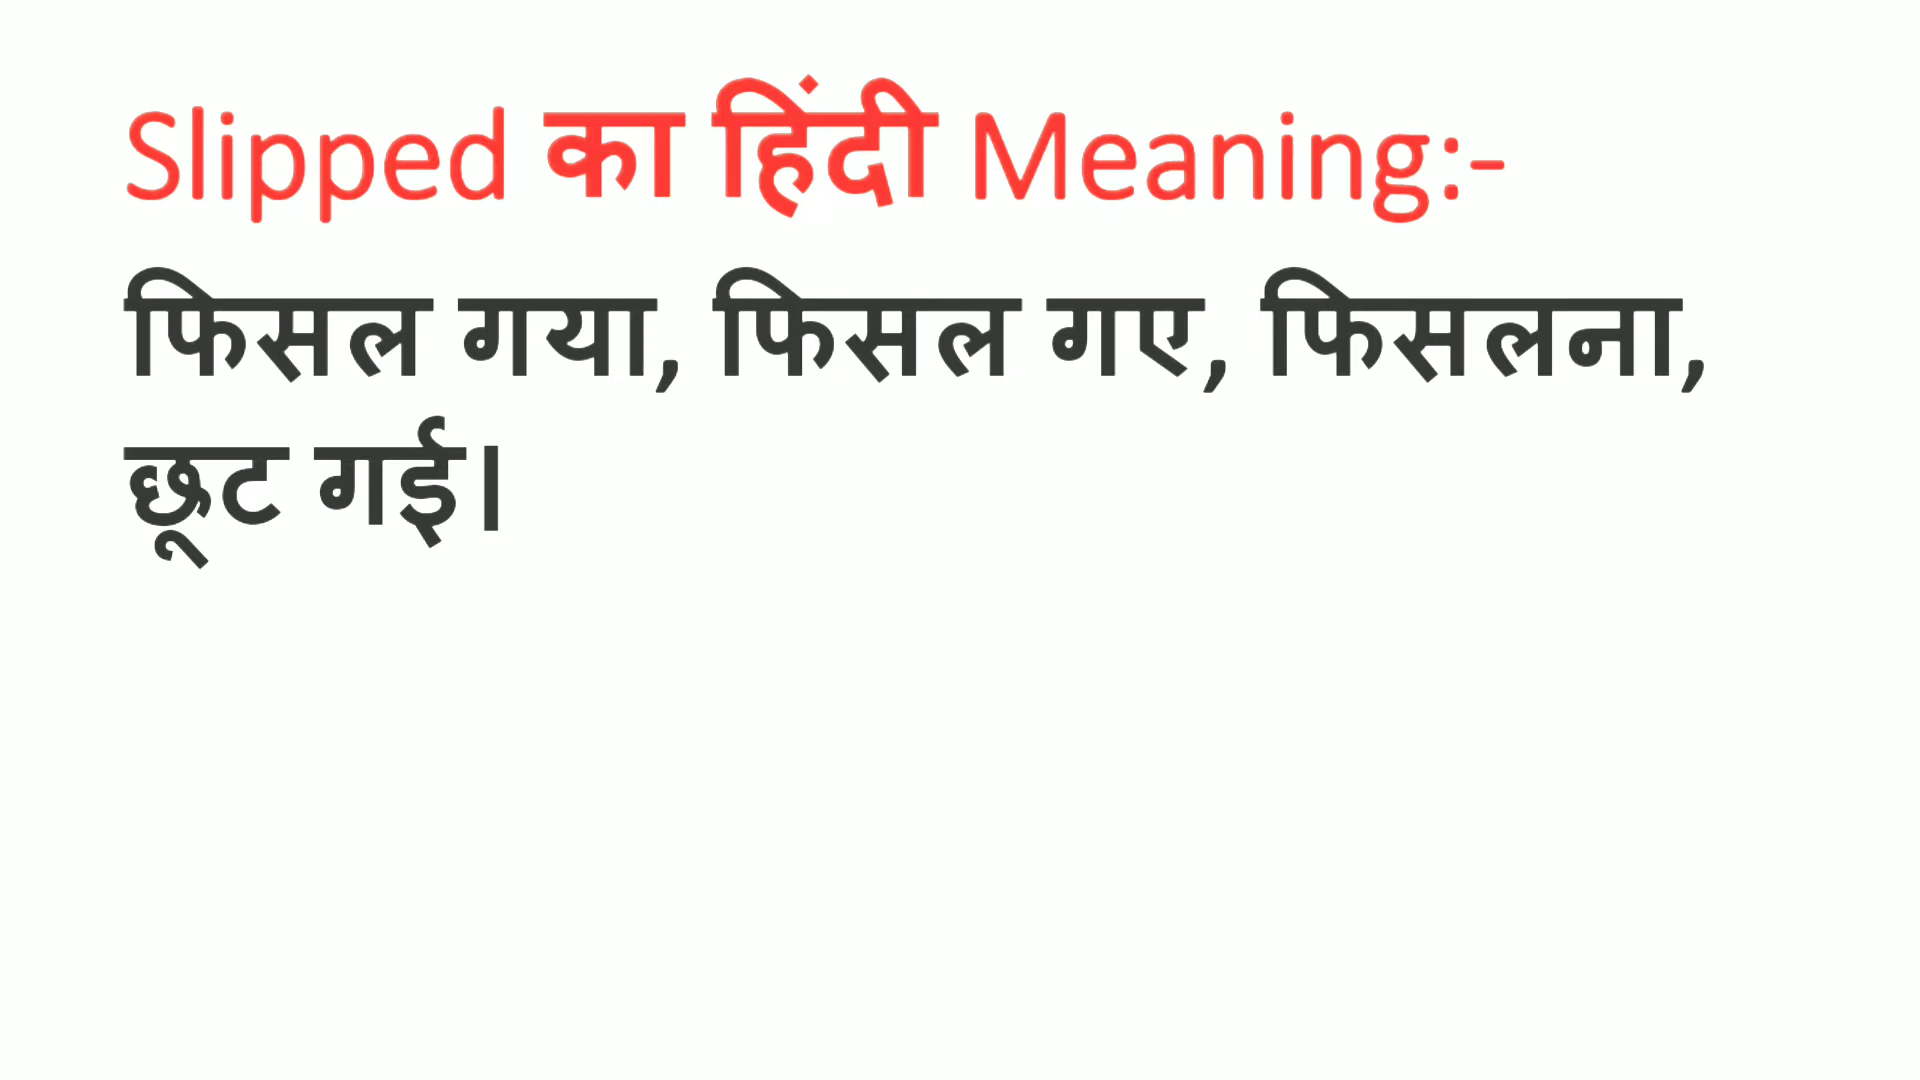 Slipped का हिंदी Meaning:-
फिसल गया, फिसल गए, फिसलना,
छूट गई।